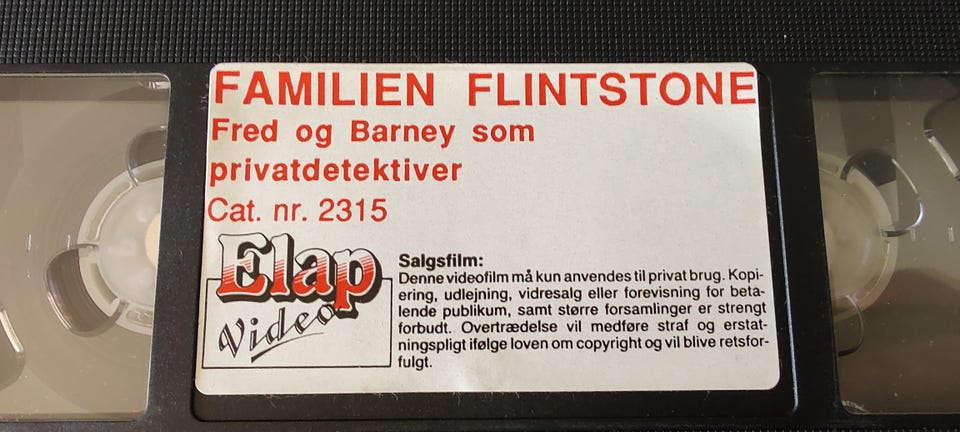 FAMILIEN FLINTSTONE
Fred og Barney som
privatdetektiver
Cat. nr. 2315
Elap
Video
Salgsfilm:
Denne videofilm må kun anvendes til privat brug. Kopi-
ering, udlejning, vidresalg eller forevisning for beta-
lende publikum, samt større forsamlinger er strengt
forbudt. Overtrædelse vil medføre straf og erstat-
ningspligt ifølge loven om copyright og vil blive retsfor-
fulgt.